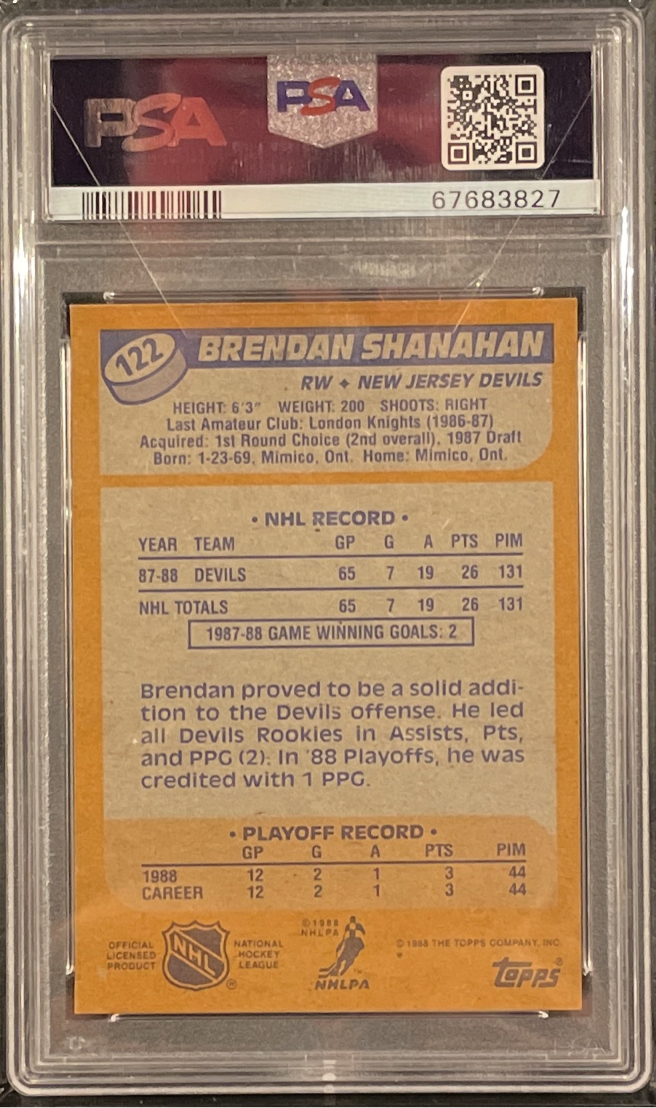 PSA
PSA
67683827
122
BRENDAN SHANAHAN
RW ♦ NEW JERSEY DEVILS
HEIGHT: 6'3" WEIGHT: 200 SHOOTS: RIGHT
Last Amateur Club: London Knights (1986-87)
Acquired: 1st Round Choice (2nd overall), 1987 Draft
Born: 1-23-69, Mimico, Ont. Home: Mimico, Ont.
• NHL RECORD •
YEAR TEAM GP G A PTS PIM
87-88 DEVILS 65 7 19 26 131
NHL TOTALS 65 7 19 26 131
1987-88 GAME WINNING GOALS: 2
Brendan proved to be a solid addi-
tion to the Devils offense. He led
all Devils Rookies in Assists, Pts,
and PPG (2). In '88 Playoffs, he was
credited with 1 PPG.
• PLAYOFF RECORD •
GP G A PTS PIM
1988 12 2 1 3 44
CAREER 12 2 1 3 44
OFFICIAL
LICENSED
PRODUCT
NHL
®
NATIONAL
HOCKEY
LEAGUE
©1988
NHLPA
NHLPA
© 1988 THE TOPPS COMPANY, INC.
topps®